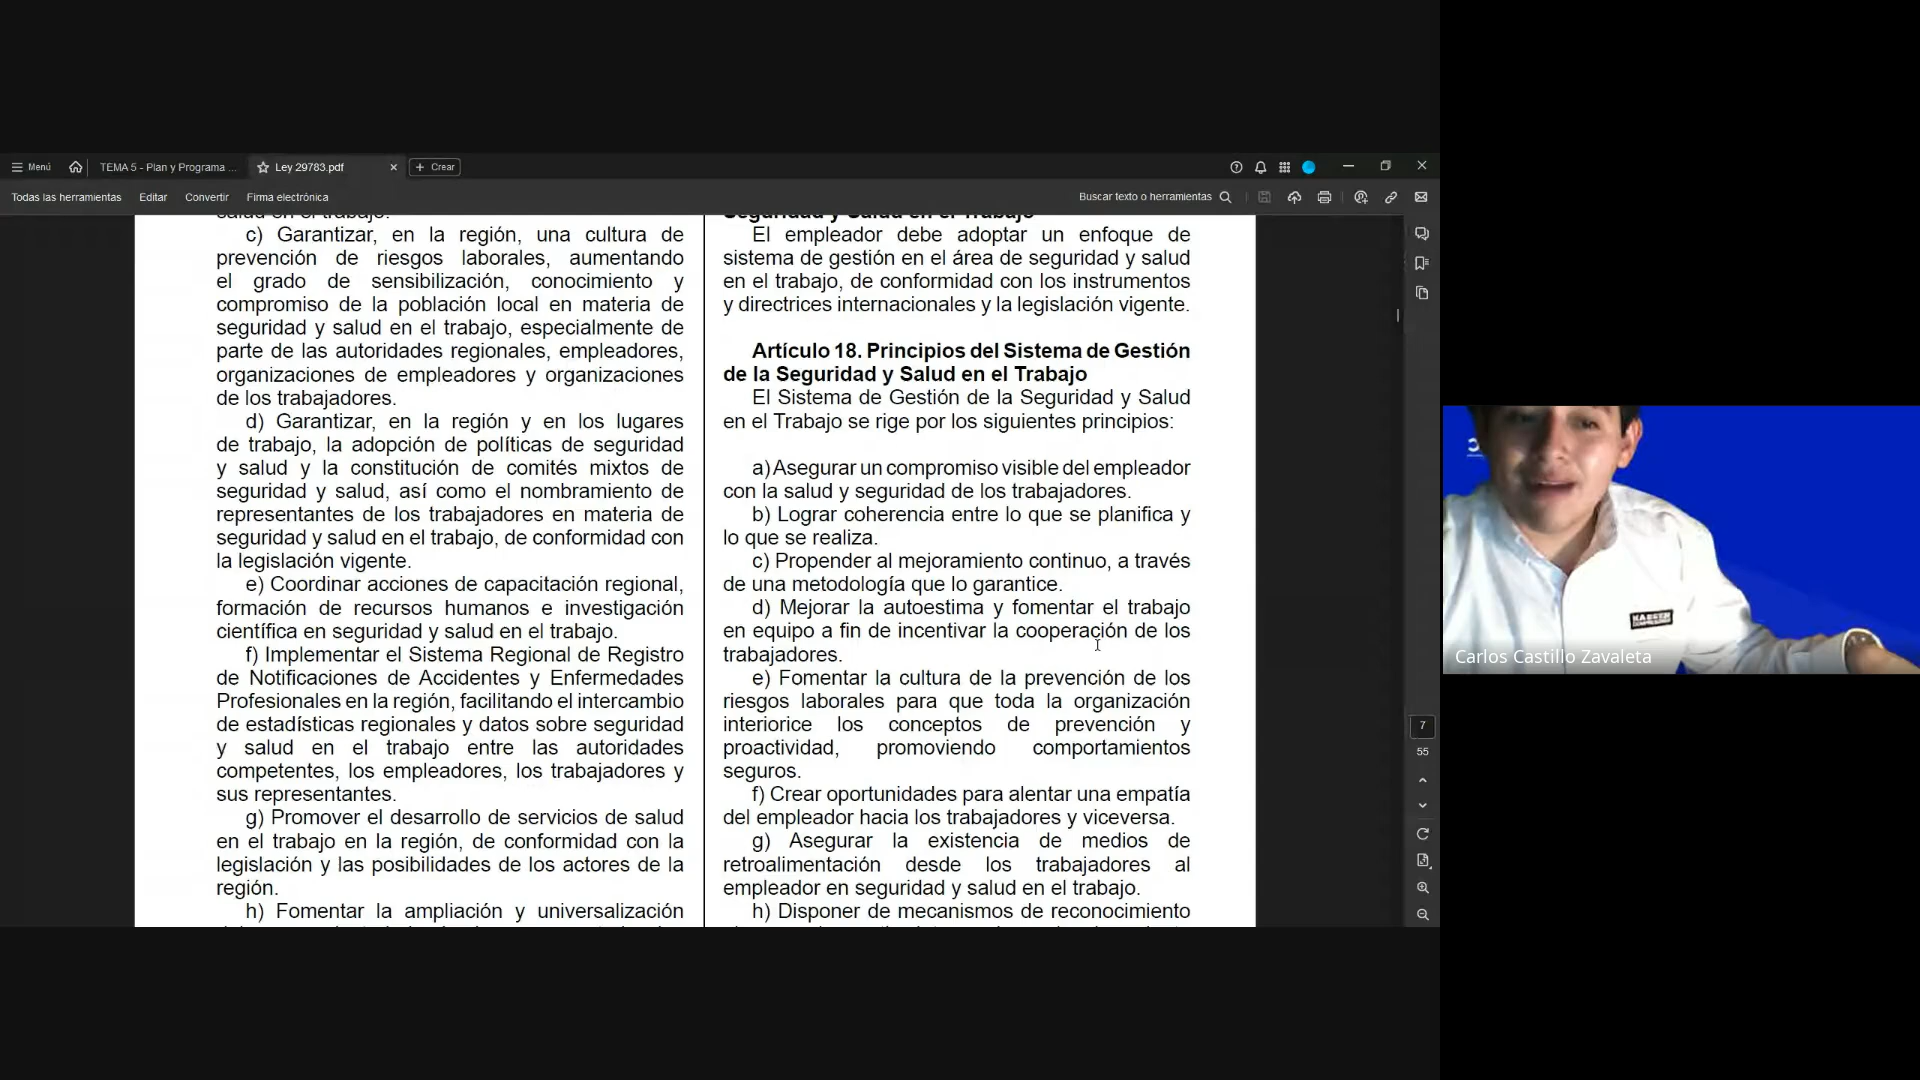 Menú
TEMA 5 - Plan y Programa ...
Ley 29783.pdf
Crear
Todas las herramientas
Editar
Convertir
Firma electrónica
Buscar texto o herramientas
salud en el trabajo.
c) Garantizar, en la región, una cultura de
prevención de riesgos laborales, aumentando
el grado de sensibilización, conocimiento y
compromiso de la población local en materia de
seguridad y salud en el trabajo, especialmente de
parte de las autoridades regionales, empleadores,
organizaciones de empleadores y organizaciones
de los trabajadores.
d) Garantizar, en la región y en los lugares
de trabajo, la adopción de políticas de seguridad
y salud y la constitución de comités mixtos de
seguridad y salud, así como el nombramiento de
representantes de los trabajadores en materia de
seguridad y salud en el trabajo, de conformidad con
la legislación vigente.
e) Coordinar acciones de capacitación regional,
formación de recursos humanos e investigación
científica en seguridad y salud en el trabajo.
f) Implementar el Sistema Regional de Registro
de Notificaciones de Accidentes y Enfermedades
Profesionales en la región, facilitando el intercambio
de estadísticas regionales y datos sobre seguridad
y salud en el trabajo entre las autoridades
competentes, los empleadores, los trabajadores y
sus representantes.
g) Promover el desarrollo de servicios de salud
en el trabajo en la región, de conformidad con la
legislación y las posibilidades de los actores de la
región.
h) Fomentar la ampliación y universalización
Seguridad y Salud en el Trabajo
El empleador debe adoptar un enfoque de
sistema de gestión en el área de seguridad y salud
en el trabajo, de conformidad con los instrumentos
y directrices internacionales y la legislación vigente.
Artículo 18. Principios del Sistema de Gestión
de la Seguridad y Salud en el Trabajo
El Sistema de Gestión de la Seguridad y Salud
en el Trabajo se rige por los siguientes principios:
a) Asegurar un compromiso visible del empleador
con la salud y seguridad de los trabajadores.
b) Lograr coherencia entre lo que se planifica y
lo que se realiza.
c) Propender al mejoramiento continuo, a través
de una metodología que lo garantice.
d) Mejorar la autoestima y fomentar el trabajo
en equipo a fin de incentivar la cooperación de los
trabajadores.
e) Fomentar la cultura de la prevención de los
riesgos laborales para que toda la organización
interiorice los conceptos de prevención y
proactividad, promoviendo comportamientos
seguros.
f) Crear oportunidades para alentar una empatía
del empleador hacia los trabajadores y viceversa.
g) Asegurar la existencia de medios de
retroalimentación desde los trabajadores al
empleador en seguridad y salud en el trabajo.
h) Disponer de mecanismos de reconocimiento
7
55
KAESER
Carlos Castillo Zavaleta